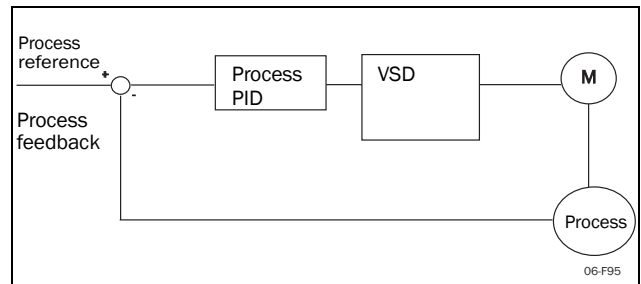 Process
reference
+
-
Process
feedback
Process
PID
VSD
M
Process
06-F95